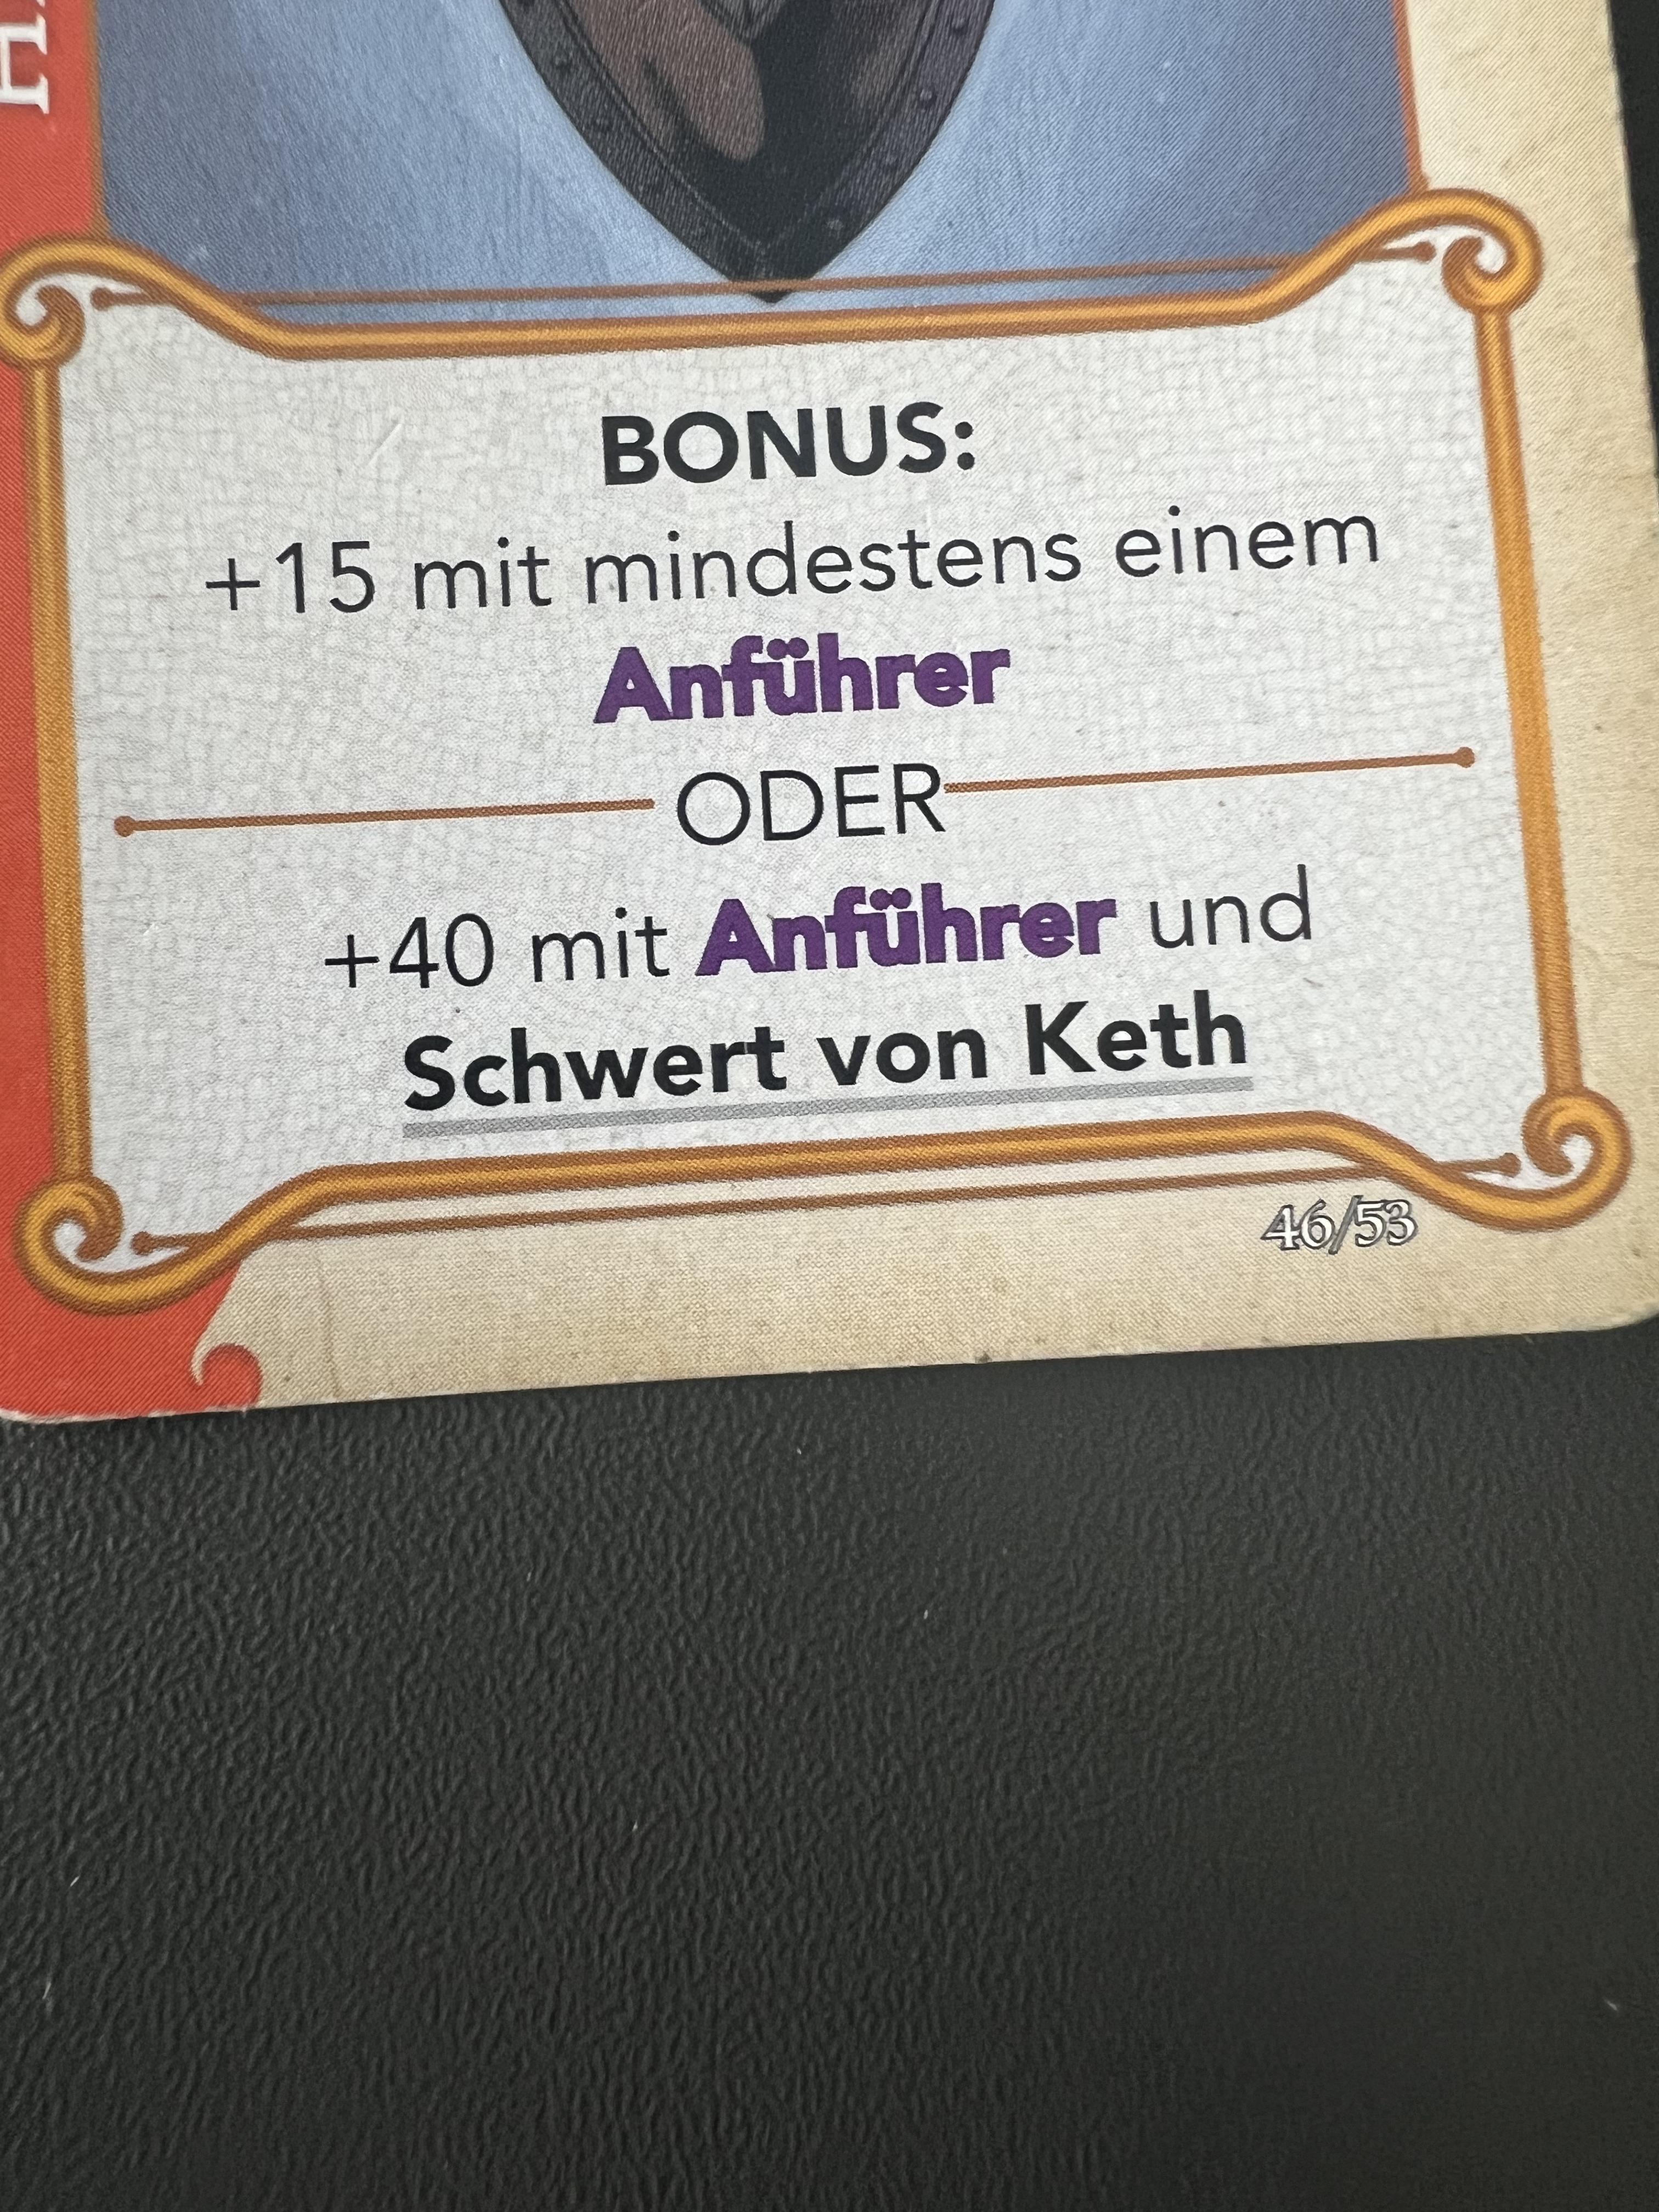 BONUS:
+15 mit mindestens einem
Anführer
ODER
+40 mit Anführer und
Schwert von Keth
46/53